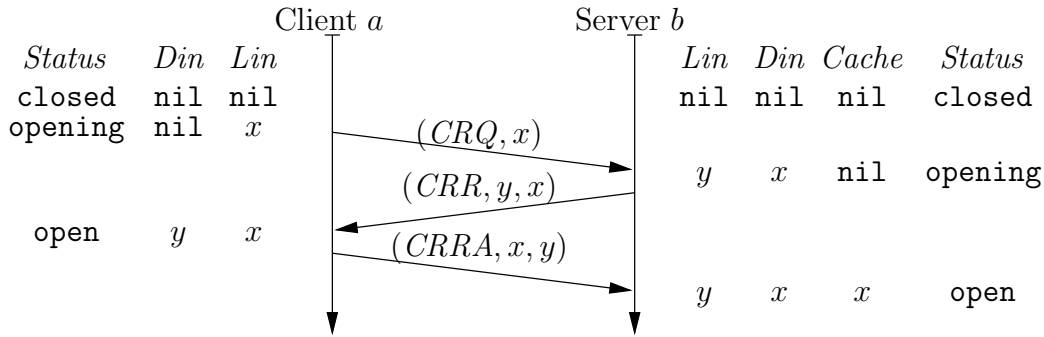 Client a Server b
Status Din Lin Lin Din Cache Status
closed nil nil nil nil nil closed
opening nil x
(CRQ, x)
y x nil opening
(CRR, y, x)
open y x
(CRRA, x, y)
y x x open